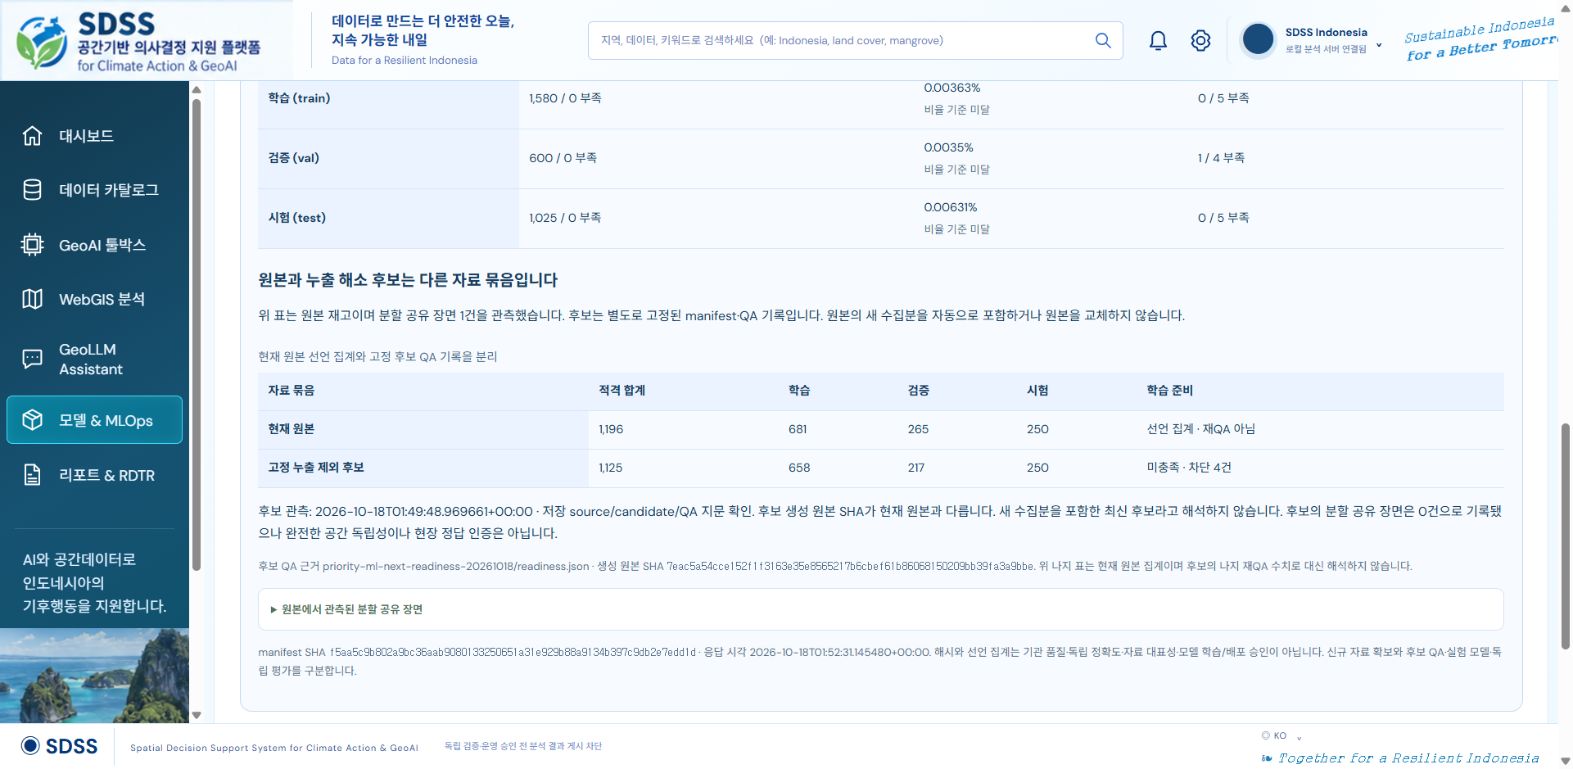 SDSS
공간기반 의사결정 지원 플랫폼
for Climate Action & GeoAI
데이터로 만드는 더 안전한 오늘,
지속 가능한 내일
Data for a Resilient Indonesia
지역, 데이터, 키워드로 검색하세요 (예: Indonesia, land cover, mangrove)
SDSS Indonesia
로컬 분석 서버 연결됨
Sustainable Indonesia
for a Better Tomorr
대시보드
데이터 카탈로그
GeoAI 툴박스
WebGIS 분석
GeoLLM
Assistant
모델 & MLOps
리포트 & RDTR
AI와 공간데이터로
인도네시아의
기후행동을 지원합니다.
학습 (train) 1,580 / 0 부족 0.00363% 비율 기준 미달 0 / 5 부족
검증 (val) 600 / 0 부족 0.0035% 비율 기준 미달 1 / 4 부족
시험 (test) 1,025 / 0 부족 0.00631% 비율 기준 미달 0 / 5 부족
원본과 누출 해소 후보는 다른 자료 묶음입니다
위 표는 원본 재고이며 분할 공유 장면 1건을 관측했습니다. 후보는 별도로 고정된 manifest·QA 기록입니다. 원본의 새 수집분을 자동으로 포함하거나 원본을 교체하지 않습니다.
현재 원본 선언 집계와 고정 후보 QA 기록을 분리
자료 묶음 적격 합계 학습 검증 시험 학습 준비
현재 원본 1,196 681 265 250 선언 집계 · 재QA 아님
고정 누출 제외 후보 1,125 658 217 250 미충족 · 차단 4건
후보 관측: 2026-10-18T01:49:48.969661+00:00 · 저장 source/candidate/QA 지문 확인. 후보 생성 원본 SHA가 현재 원본과 다릅니다. 새 수집분을 포함한 최신 후보라고 해석하지 않습니다. 후보의 분할 공유 장면은 0건으로 기록됐
으나 완전한 공간 독립성이나 현장 정답 인증은 아닙니다.
후보 QA 근거 priority-ml-next-readiness-20261018/readiness.json · 생성 원본 SHA 7eac5a54cce152f1f3163e35e8565217b6cbef61b86068150209bb39fa3a9bbe. 위 나지 표는 현재 원본 집계이며 후보의 나지 재QA 수치로 대신 해석하지 않습니다.
▶ 원본에서 관측된 분할 공유 장면
manifest SHA f5aa5c9b802a9bc36aab9080133250651a31e929b88a9134b397c9db2e7edd1d · 응답 시각 2026-10-18T01:52:31.145480+00:00. 해시와 선언 집계는 기관 품질·독립 정확도·자료 대표성·모델 학습/배포 승인이 아닙니다. 신규 자료 확보와 후보 QA·실험 모델·독
립 평가를 구분합니다.
SDSS
Spatial Decision Support System for Climate Action & GeoAI
독립 검증·운영 승인 전 분석 결과 게시 차단
KO
Together for a Resilient Indonesia